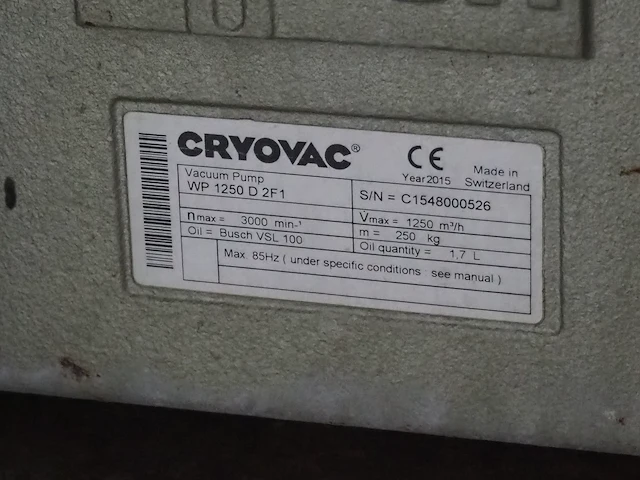 CRYOVAC®
CE
Year2015
Made in
Switzerland
Vacuum Pump
WP 1250 D 2F1
S/N = C1548000526
nmax = 3000 min-¹
Vmax = 1250 m³/h
Oil = Busch VSL 100
m = 250 kg
Oil quantity = 1,7 L
Max. 85Hz ( under specific conditions : see manual )